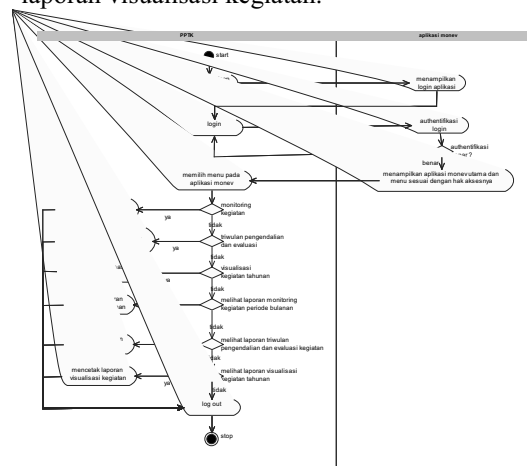 laporan visualisasi kegiatan.
PPTK
aplikasi monev
start
menampilkan
login aplikasi
login
authentifikasi
login
authentifikasi
benar
menampilkan aplikasi monev utama dan
menu sesuai dengan hak aksesnya
memilih menu pada
aplikasi monev
monitoring
kegiatan
ya
tidak
triwulan pengendalian
dan evaluasi
ya
tidak
visualisasi
kegiatan tahunan
ya
tidak
melihat laporan monitoring
kegiatan periode bulanan
tidak
melihat laporan triwulan
pengendalian dan evaluasi kegiatan
mencetak laporan
visualisasi kegiatan
ya
melihat laporan visualisasi
kegiatan tahunan
tidak
log out
stop